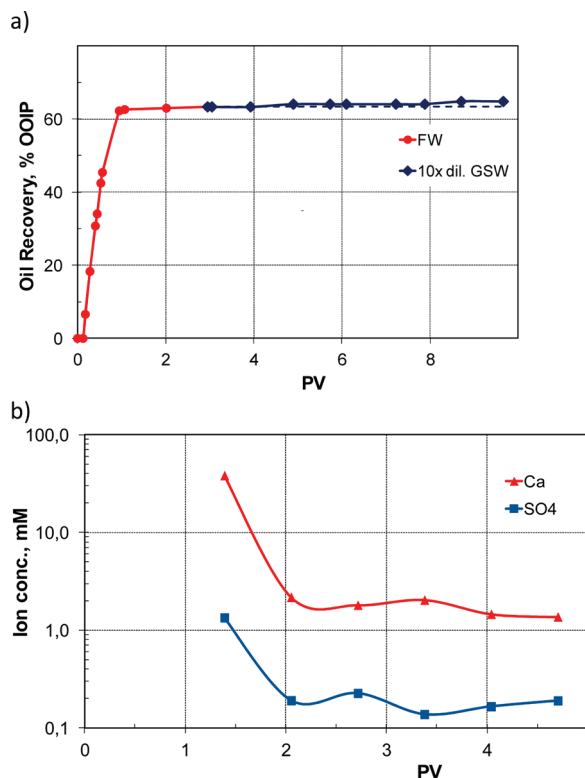 a)
Oil Recovery, % OOIP
60
40
20
0
FW
10x dil. GSW
0 2 4 6 8
PV
b)
Ion conc., mM
100,0
10,0
1,0
0,1
Ca
SO4
0 1 2 3 4
PV